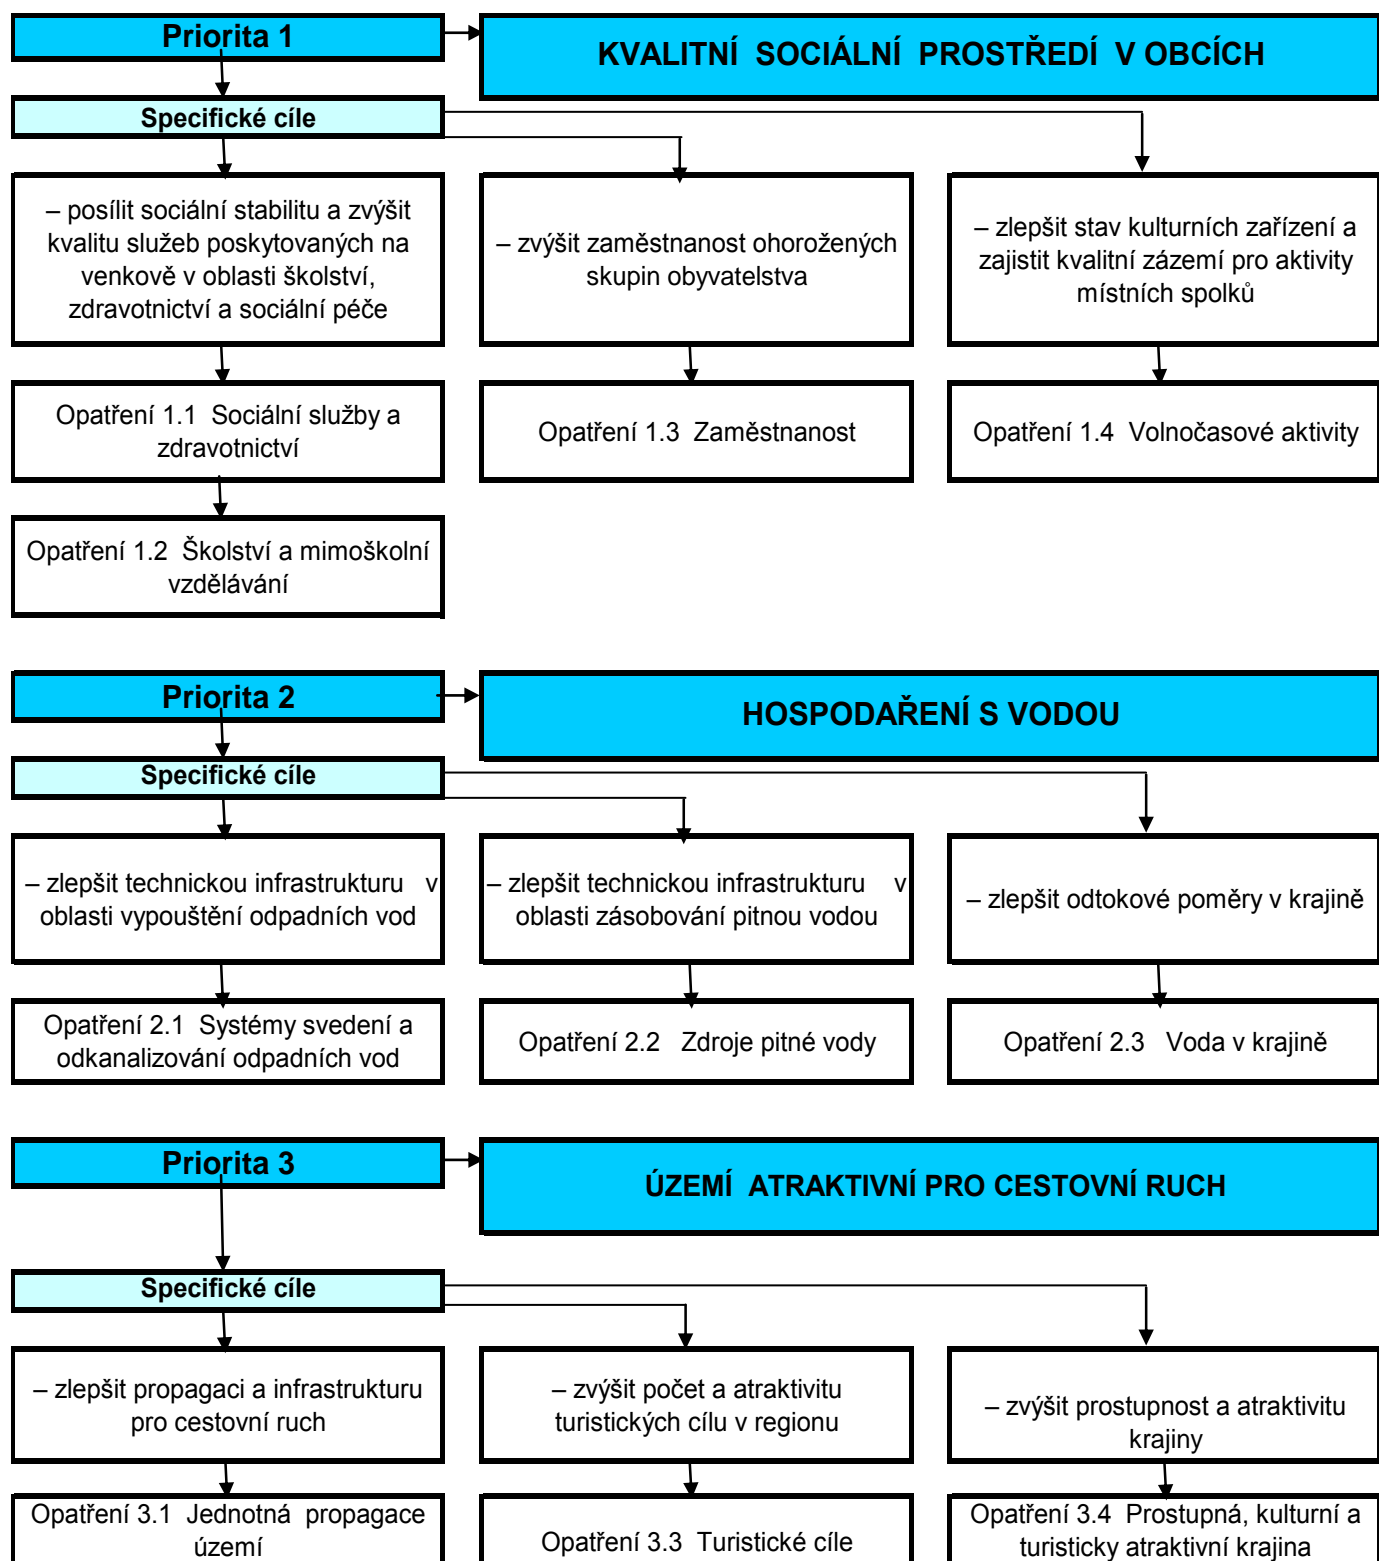 Priorita 1
KVALITNÍ SOCIÁLNÍ PROSTŘEDÍ V OBCÍCH
Specifické cíle
– posílit sociální stabilitu a zvýšit
kvalitu služeb poskytovaných na
venkově v oblasti školství,
zdravotnictví a sociální péče
– zvýšit zaměstnanost ohorožených
skupin obyvatelstva
– zlepšit stav kulturních zařízení a
zajistit kvalitní zázemí pro aktivity
místních spolků
Opatření 1.1 Sociální služby a
zdravotnictví
Opatření 1.3 Zaměstnanost
Opatření 1.4 Volnočasové aktivity
Opatření 1.2 Školství a mimoškolní
vzdělávání
Priorita 2
HOSPODAŘENÍ S VODOU
Specifické cíle
– zlepšit technickou infrastrukturu v
oblasti vypouštění odpadních vod
– zlepšit technickou infrastrukturu v
oblasti zásobování pitnou vodou
– zlepšit odtokové poměry v krajině
Opatření 2.1 Systémy svedení a
odkanalizování odpadních vod
Opatření 2.2 Zdroje pitné vody
Opatření 2.3 Voda v krajině
Priorita 3
ÚZEMÍ ATRAKTIVNÍ PRO CESTOVNÍ RUCH
Specifické cíle
– zlepšit propagaci a infrastrukturu
pro cestovní ruch
– zvýšit počet a atraktivitu
turistických cílu v regionu
– zvýšit prostupnost a atraktivitu
krajiny
Opatření 3.1 Jednotná propagace
území
Opatření 3.3 Turistické cíle
Opatření 3.4 Prostupná, kulturní a
turisticky atraktivní krajina